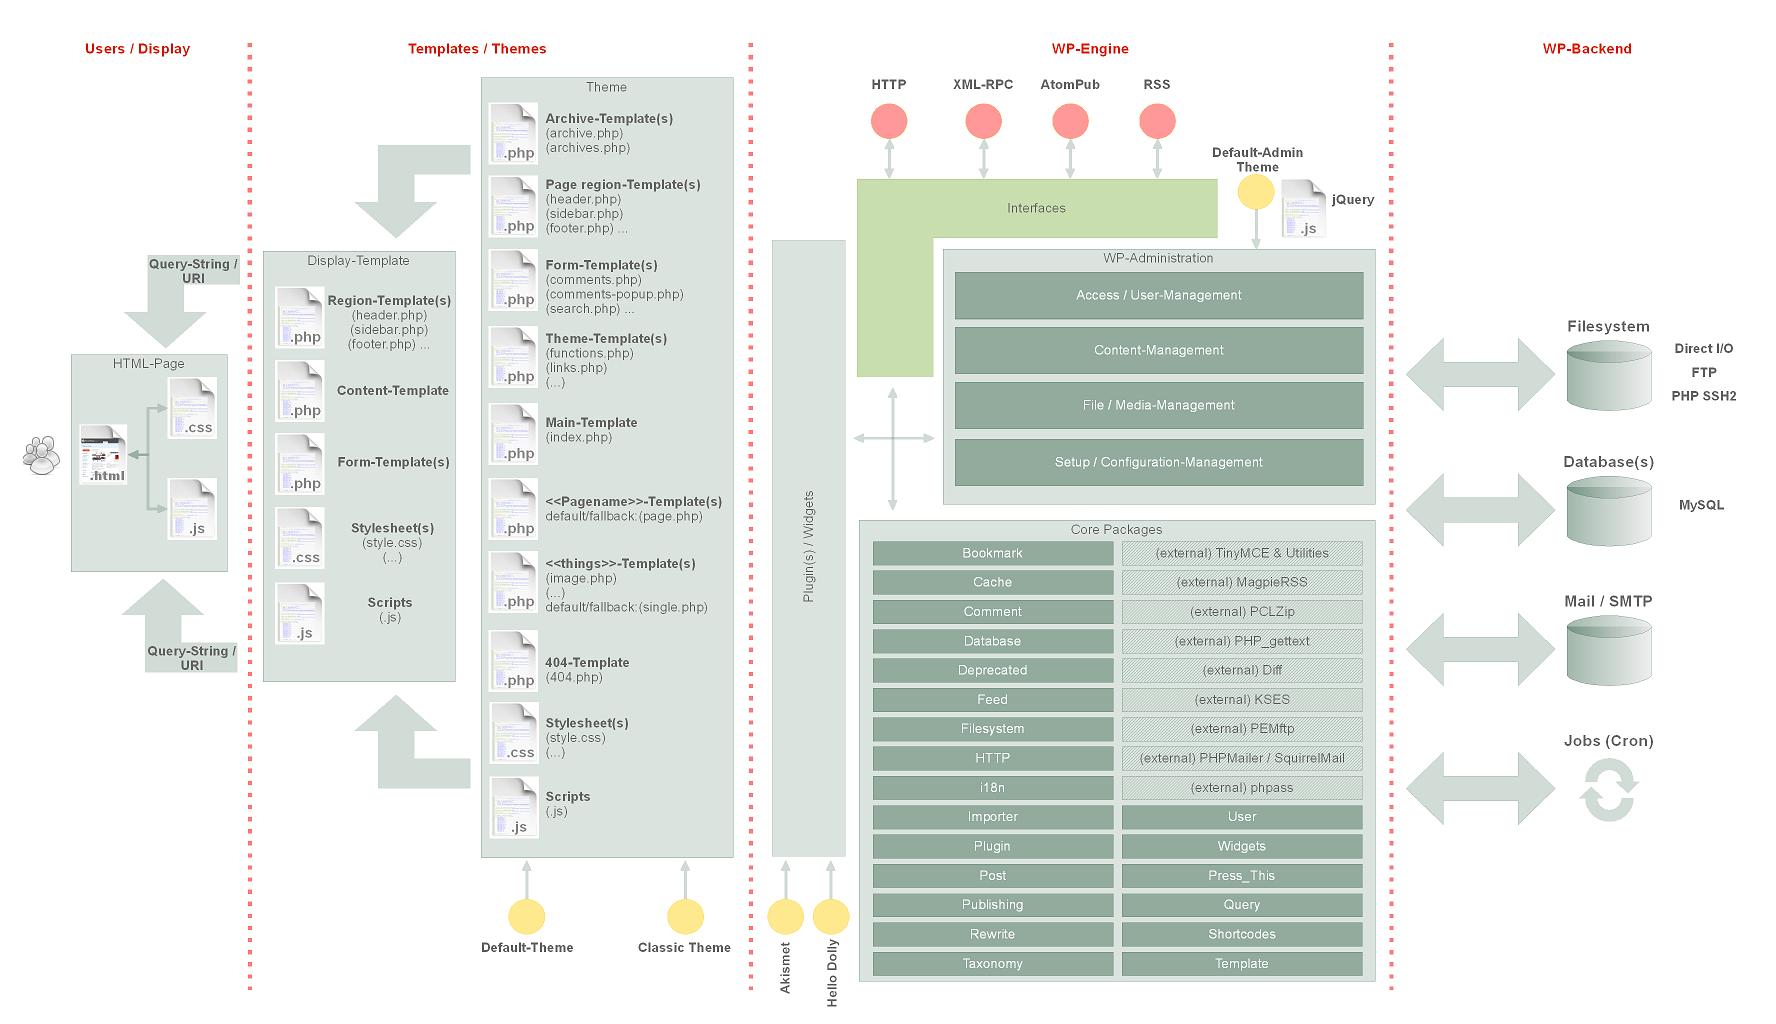 Users / Display
Templates / Themes
WP-Engine
WP-Backend
Query-String /
URI
HTML-Page
.css
.html
.js
Query-String /
URI
Display-Template
.php
Region-Template(s)
(header.php)
(sidebar.php)
(footer.php) ...
.php
Content-Template
.php
Form-Template(s)
.css
Stylesheet(s)
(style.css)
(...)
.js
Scripts
(.js)
Theme
.php
Archive-Template(s)
(archive.php)
(archives.php)
.php
Page region-Template(s)
(header.php)
(sidebar.php)
(footer.php) ...
.php
Form-Template(s)
(comments.php)
(comments-popup.php)
(search.php) ...
.php
Theme-Template(s)
(functions.php)
(links.php)
(...)
.php
Main-Template
(index.php)
.php
<<Pagename>>-Template(s)
default/fallback:(page.php)
.php
<<things>>-Template(s)
(image.php)
(...)
default/fallback:(single.php)
.php
404-Template
(404.php)
.css
Stylesheet(s)
(style.css)
(...)
.js
Scripts
(.js)
Default-Theme
Classic Theme
HTTP
XML-RPC
AtomPub
RSS
Default-Admin
Theme
jQuery
.js
Interfaces
Plugin(s) / Widgets
Akismet
Hello Dolly
WP-Administration
Access / User-Management
Content-Management
File / Media-Management
Setup / Configuration-Management
Core Packages
Bookmark
(external) TinyMCE & Utilities
Cache
(external) MagpieRSS
Comment
(external) PCLZip
Database
(external) PHP_gettext
Deprecated
(external) Diff
Feed
(external) KSES
Filesystem
(external) PEMftp
HTTP
(external) PHPMailer / SquirrelMail
i18n
(external) phpass
Importer
User
Plugin
Widgets
Post
Press_This
Publishing
Query
Rewrite
Shortcodes
Taxonomy
Template
Filesystem
Direct I/O
FTP
PHP SSH2
Database(s)
MySQL
Mail / SMTP
Jobs (Cron)